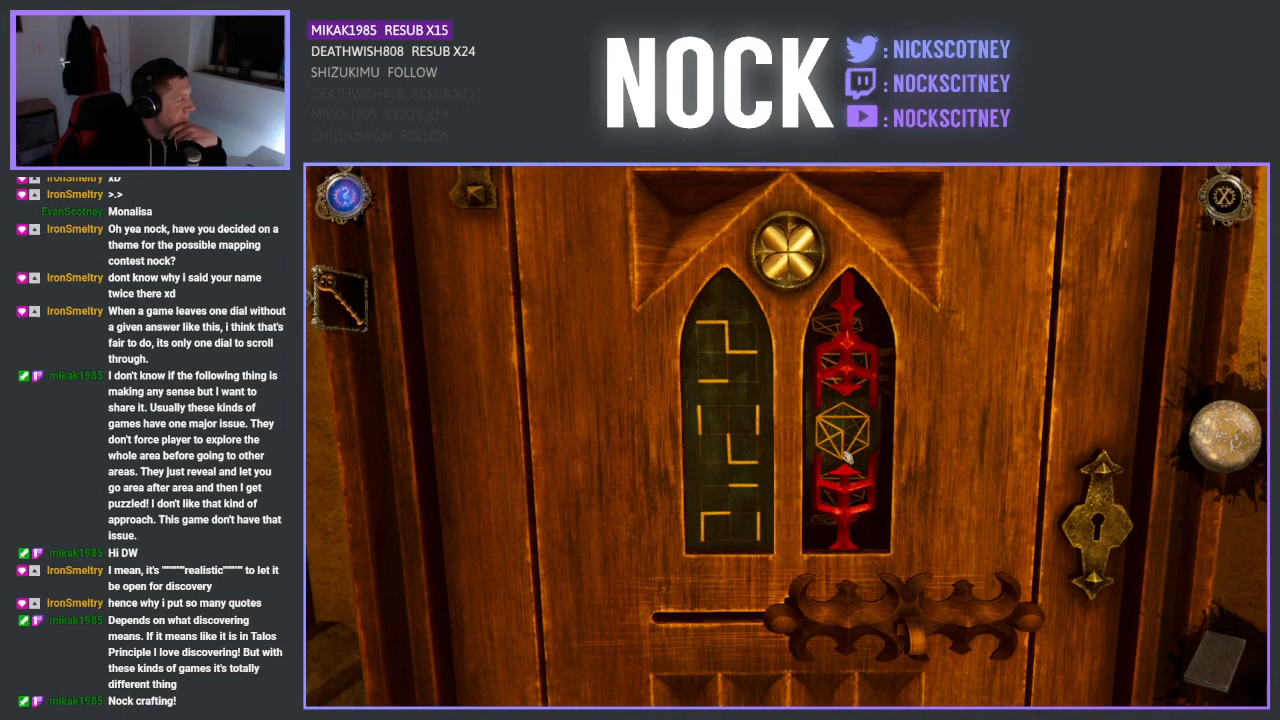 MIKAK1985 RESUB X15
DEATHWISH808 RESUB X24
SHIZUKIMU FOLLOW
DEATHWISH808 RESUB X23
MIKAK1985 RESUB X14
NOCK
: NICKSCOTNEY
: NOCKSCITNEY
: NOCKSCITNEY
IronSmeltry xD
IronSmeltry >.>
EvanScotney Monalisa
IronSmeltry Oh yea nock, have you decided on a
theme for the possible mapping
contest nock?
IronSmeltry dont know why i said your name
twice there xd
IronSmeltry When a game leaves one dial without
a given answer like this, i think that's
fair to do, its only one dial to scroll
through.
mikak1985 I don't know if the following thing is
making any sense but I want to
share it. Usually these kinds of
games have one major issue. They
don't force player to explore the
whole area before going to other
areas. They just reveal and let you
go area after area and then I get
puzzled! I don't like that kind of
approach. This game don't have that
issue.
mikak1985 Hi DW
IronSmeltry I mean, it's """"""realistic"""""" to let it
be open for discovery
IronSmeltry hence why i put so many quotes
mikak1985 Depends on what discovering
means. If it means like it is in Talos
Principle I love discovering! But with
these kinds of games it's totally
different thing
mikak1985 Nock crafting!